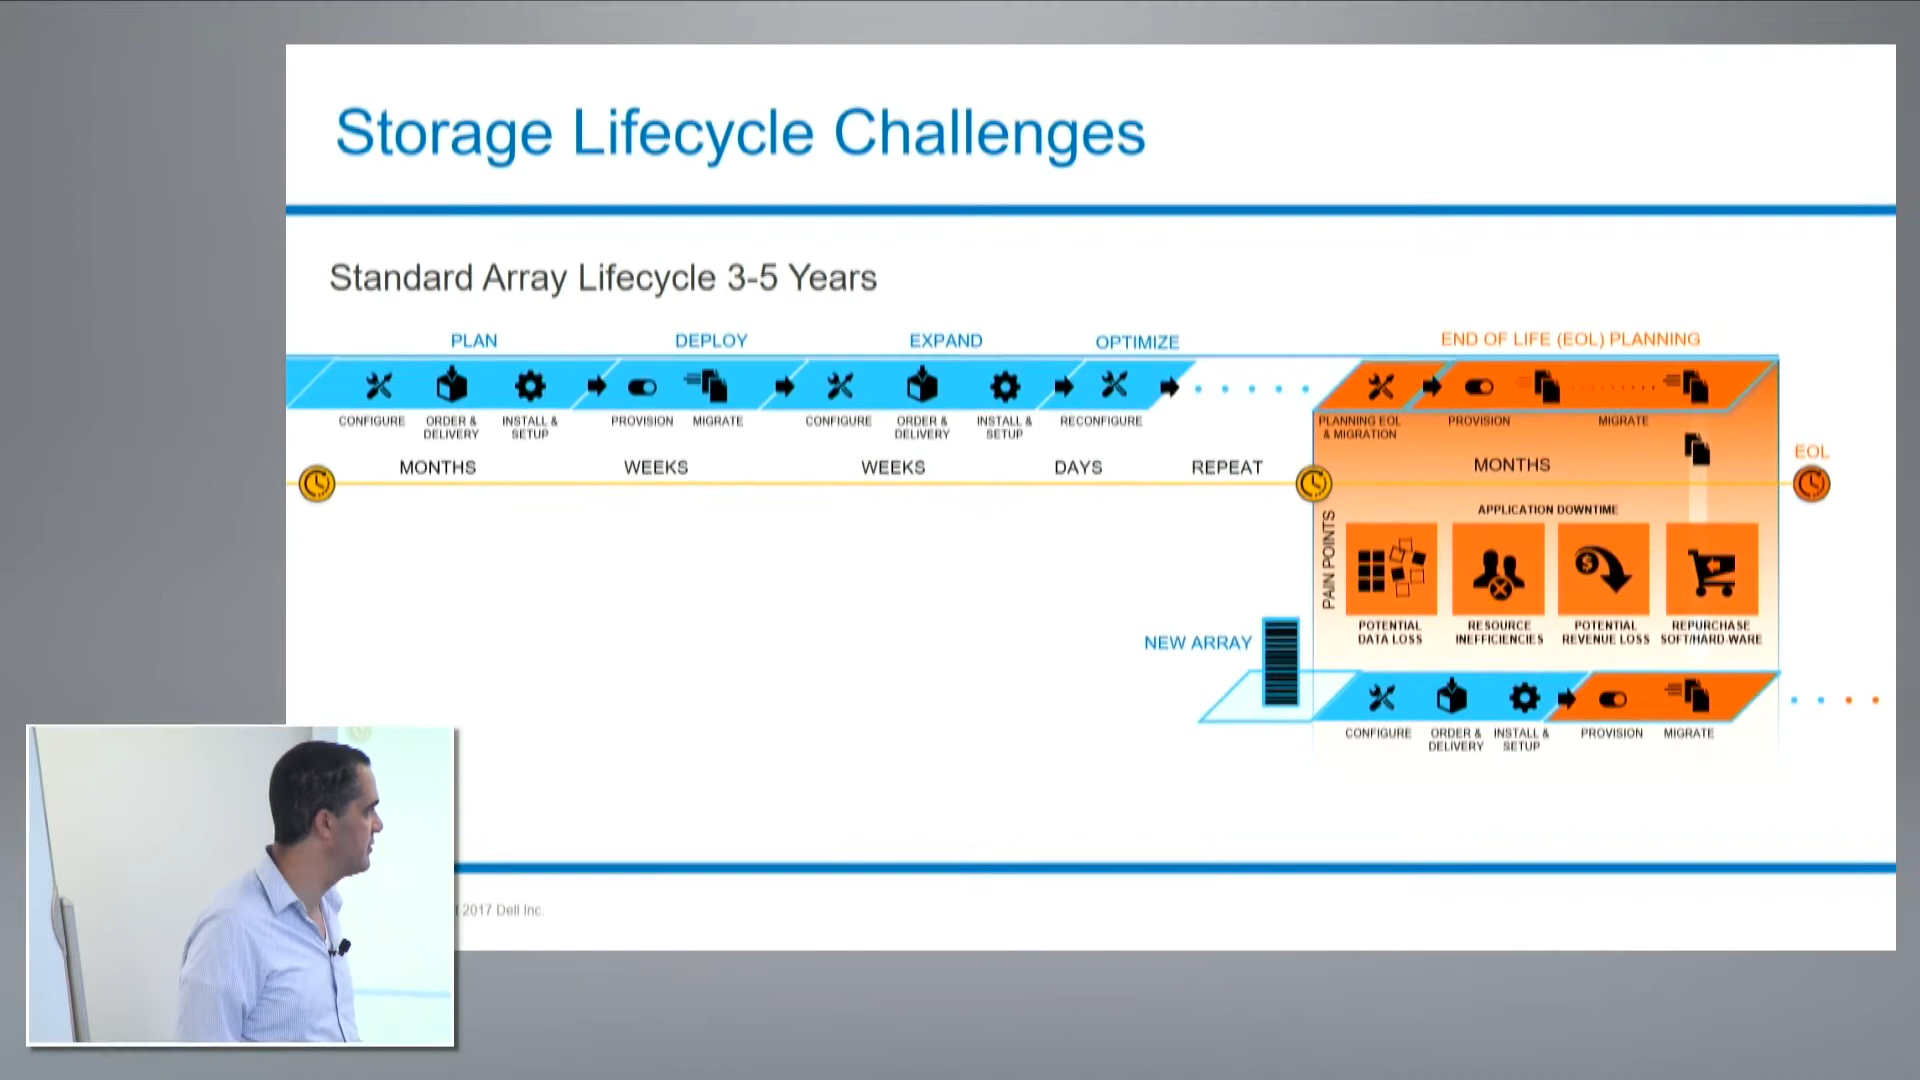 Storage Lifecycle Challenges
Standard Array Lifecycle 3-5 Years
PLAN
DEPLOY
EXPAND
OPTIMIZE
END OF LIFE (EOL) PLANNING
CONFIGURE
ORDER &
DELIVERY
INSTALL &
SETUP
PROVISION
MIGRATE
CONFIGURE
ORDER &
DELIVERY
INSTALL &
SETUP
RECONFIGURE
PLANNING EOL
& MIGRATION
PROVISION
MIGRATE
MONTHS
WEEKS
WEEKS
DAYS
REPEAT
MONTHS
EOL
PAIN POINTS
APPLICATION DOWNTIME
POTENTIAL
DATA LOSS
RESOURCE
INEFFICIENCIES
POTENTIAL
REVENUE LOSS
REPURCHASE
SOFT/HARD-WARE
NEW ARRAY
CONFIGURE
ORDER &
DELIVERY
INSTALL &
SETUP
PROVISION
MIGRATE
2017 Dell Inc.